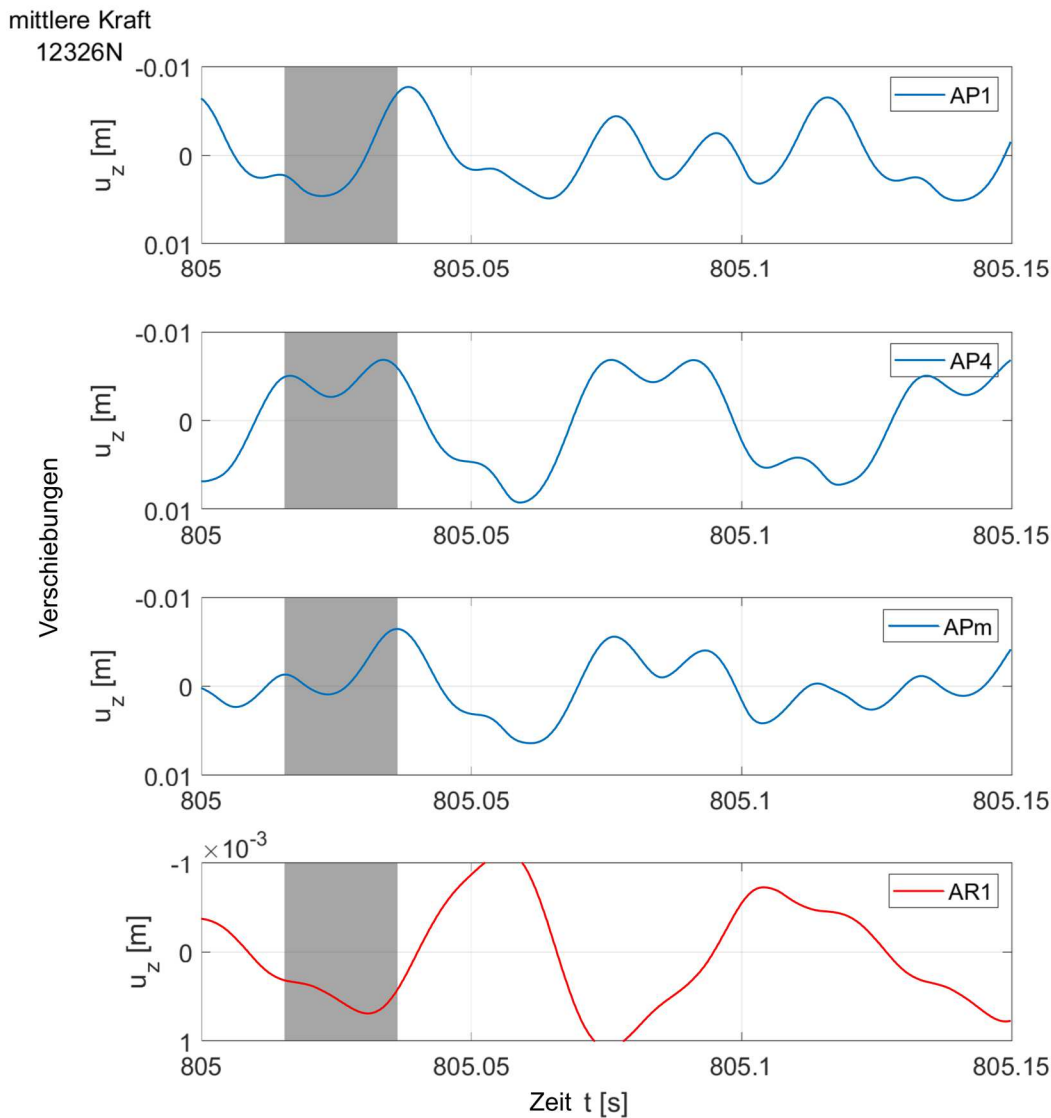 mittlere Kraft
12326N
-0.01
0
0.01
u_z [m]
AP1
805
805.05
805.1
805.15
-0.01
0
0.01
u_z [m]
AP4
805
805.05
805.1
805.15
Verschiebungen
-0.01
0
0.01
u_z [m]
APm
805
805.05
805.1
805.15
×10^-3
-1
0
1
u_z [m]
AR1
805
805.05
805.1
805.15
Zeit t [s]